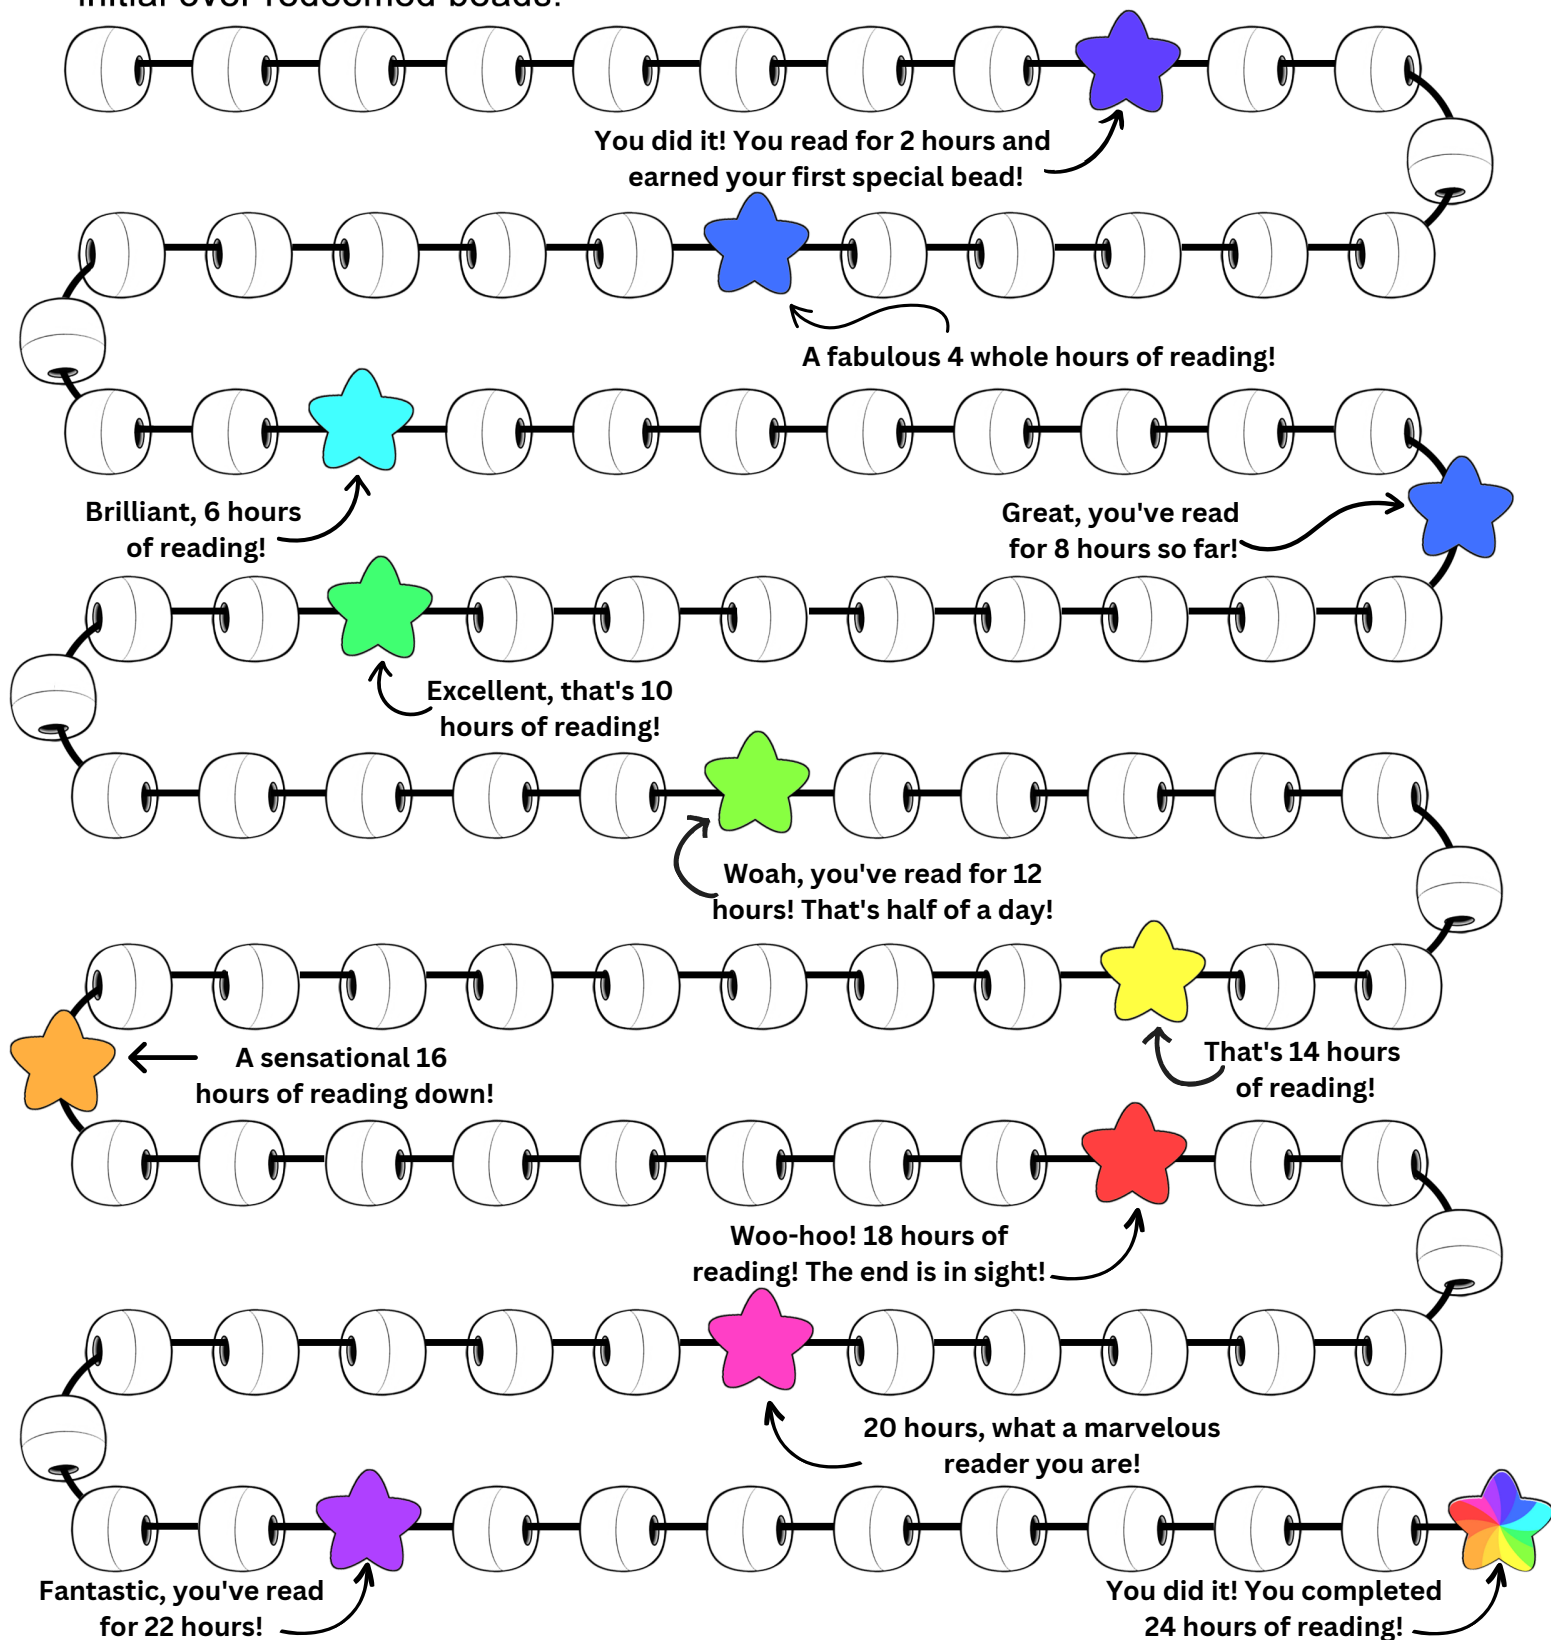 initial over redeemed beads.
You did it! You read for 2 hours and
earned your first special bead!
A fabulous 4 whole hours of reading!
Brilliant, 6 hours
of reading!
Great, you've read
for 8 hours so far!
Excellent, that's 10
hours of reading!
Woah, you've read for 12
hours! That's half of a day!
That's 14 hours
of reading!
A sensational 16
hours of reading down!
Woo-hoo! 18 hours of
reading! The end is in sight!
20 hours, what a marvelous
reader you are!
Fantastic, you've read
for 22 hours!
You did it! You completed
24 hours of reading!